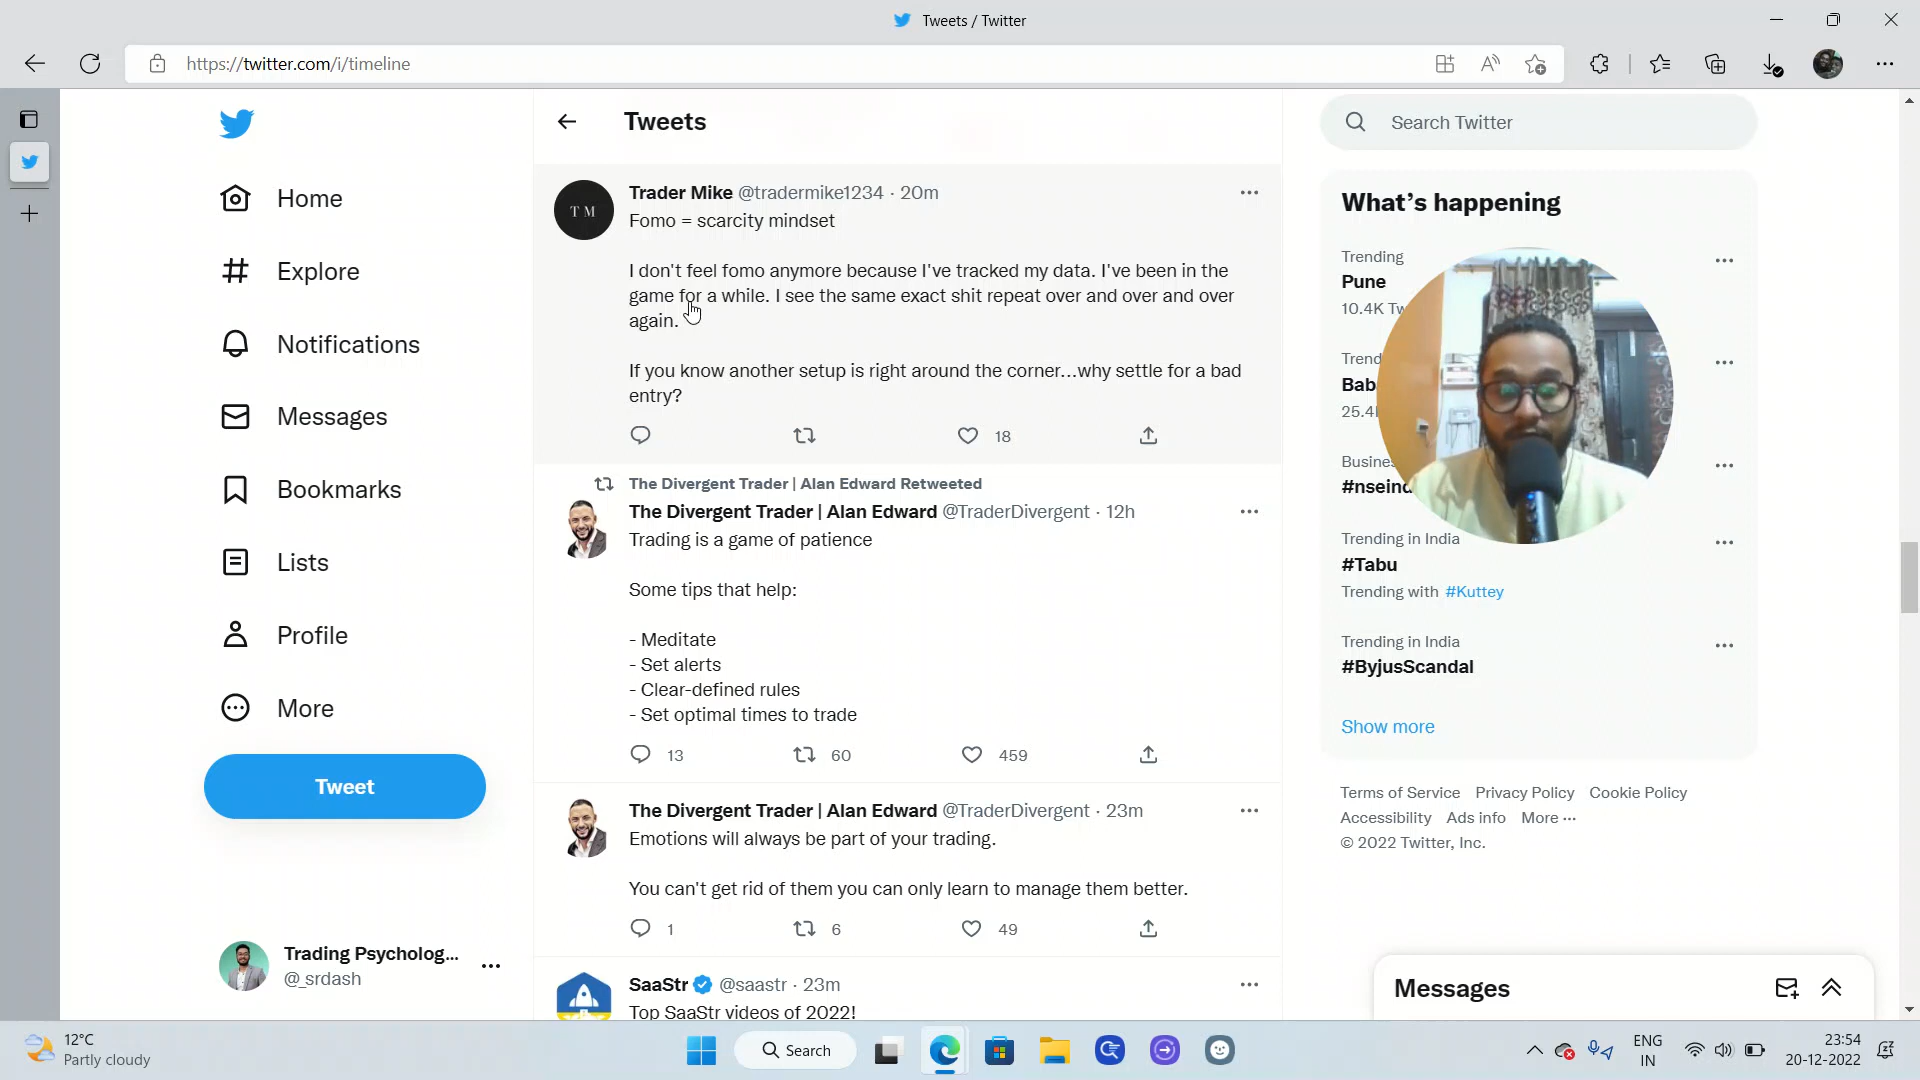 Tweets / Twitter
https://twitter.com/i/timeline
Home
Explore
Notifications
Messages
Bookmarks
Lists
Profile
More
Tweet
Trading Psycholog...
@_srdash
Tweets
T M
Trader Mike @tradermike1234 · 20m
Fomo = scarcity mindset
I don't feel fomo anymore because I've tracked my data. I've been in the
game for a while. I see the same exact shit repeat over and over and over
again.
If you know another setup is right around the corner...why settle for a bad
entry?
18
The Divergent Trader | Alan Edward Retweeted
The Divergent Trader | Alan Edward @TraderDivergent · 12h
Trading is a game of patience
Some tips that help:
- Meditate
- Set alerts
- Clear-defined rules
- Set optimal times to trade
13 60 459
The Divergent Trader | Alan Edward @TraderDivergent · 23m
Emotions will always be part of your trading.
You can't get rid of them you can only learn to manage them better.
1 6 49
SaaStr @saastr · 23m
Top SaaStr videos of 2022!
Search Twitter
What's happening
Trending
Pune
10.4K Tw
Trend
Bab
25.4
Busines
#nseind
Trending in India
#Tabu
Trending with #Kuttey
Trending in India
#ByjusScandal
Show more
Terms of Service Privacy Policy Cookie Policy
Accessibility Ads info More ...
© 2022 Twitter, Inc.
Messages
12°C
Partly cloudy
Search
ENG
IN
23:54
20-12-2022